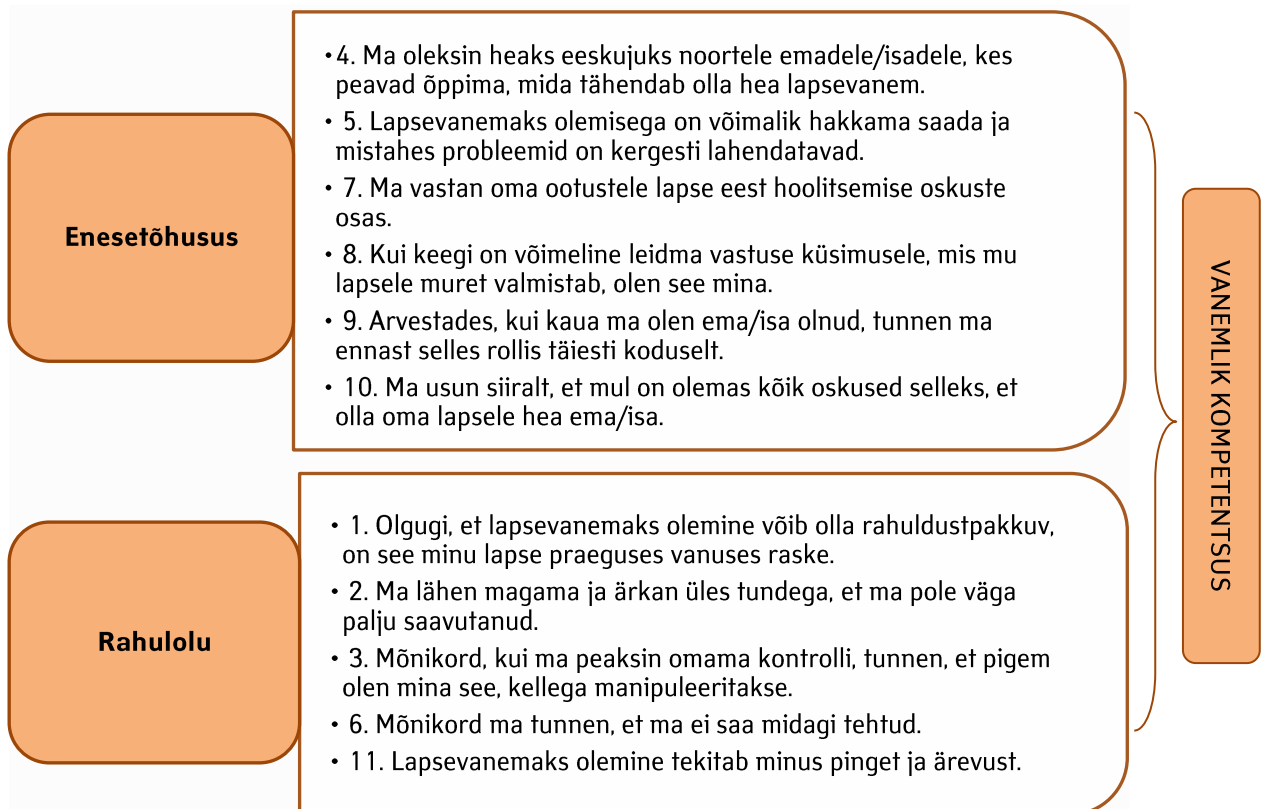 Enesetõhusus
•4. Ma oleksin heaks eeskujuks noortele emadele/isadele, kes
peavad õppima, mida tähendab olla hea lapsevanem.
• 5. Lapsevanemaks olemisega on võimalik hakkama saada ja
mistahes probleemid on kergesti lahendatavad.
• 7. Ma vastan oma ootustele lapse eest hoolitsemise oskuste
osas.
• 8. Kui keegi on võimeline leidma vastuse küsimusele, mis mu
lapsele muret valmistab, olen see mina.
• 9. Arvestades, kui kaua ma olen ema/isa olnud, tunnen ma
ennast selles rollis täiesti koduselt.
• 10. Ma usun siiralt, et mul on olemas kõik oskused selleks, et
olla oma lapsele hea ema/isa.
Rahulolu
• 1. Olgugi, et lapsevanemaks olemine võib olla rahuldustpakkuv,
on see minu lapse praeguses vanuses raske.
• 2. Ma lähen magama ja ärkan üles tundega, et ma pole väga
palju saavutanud.
• 3. Mõnikord, kui ma peaksin omama kontrolli, tunnen, et pigem
olen mina see, kellega manipuleeritakse.
• 6. Mõnikord ma tunnen, et ma ei saa midagi tehtud.
• 11. Lapsevanemaks olemine tekitab minus pinget ja ärevust.
VANEMLIK KOMPETENTSUS